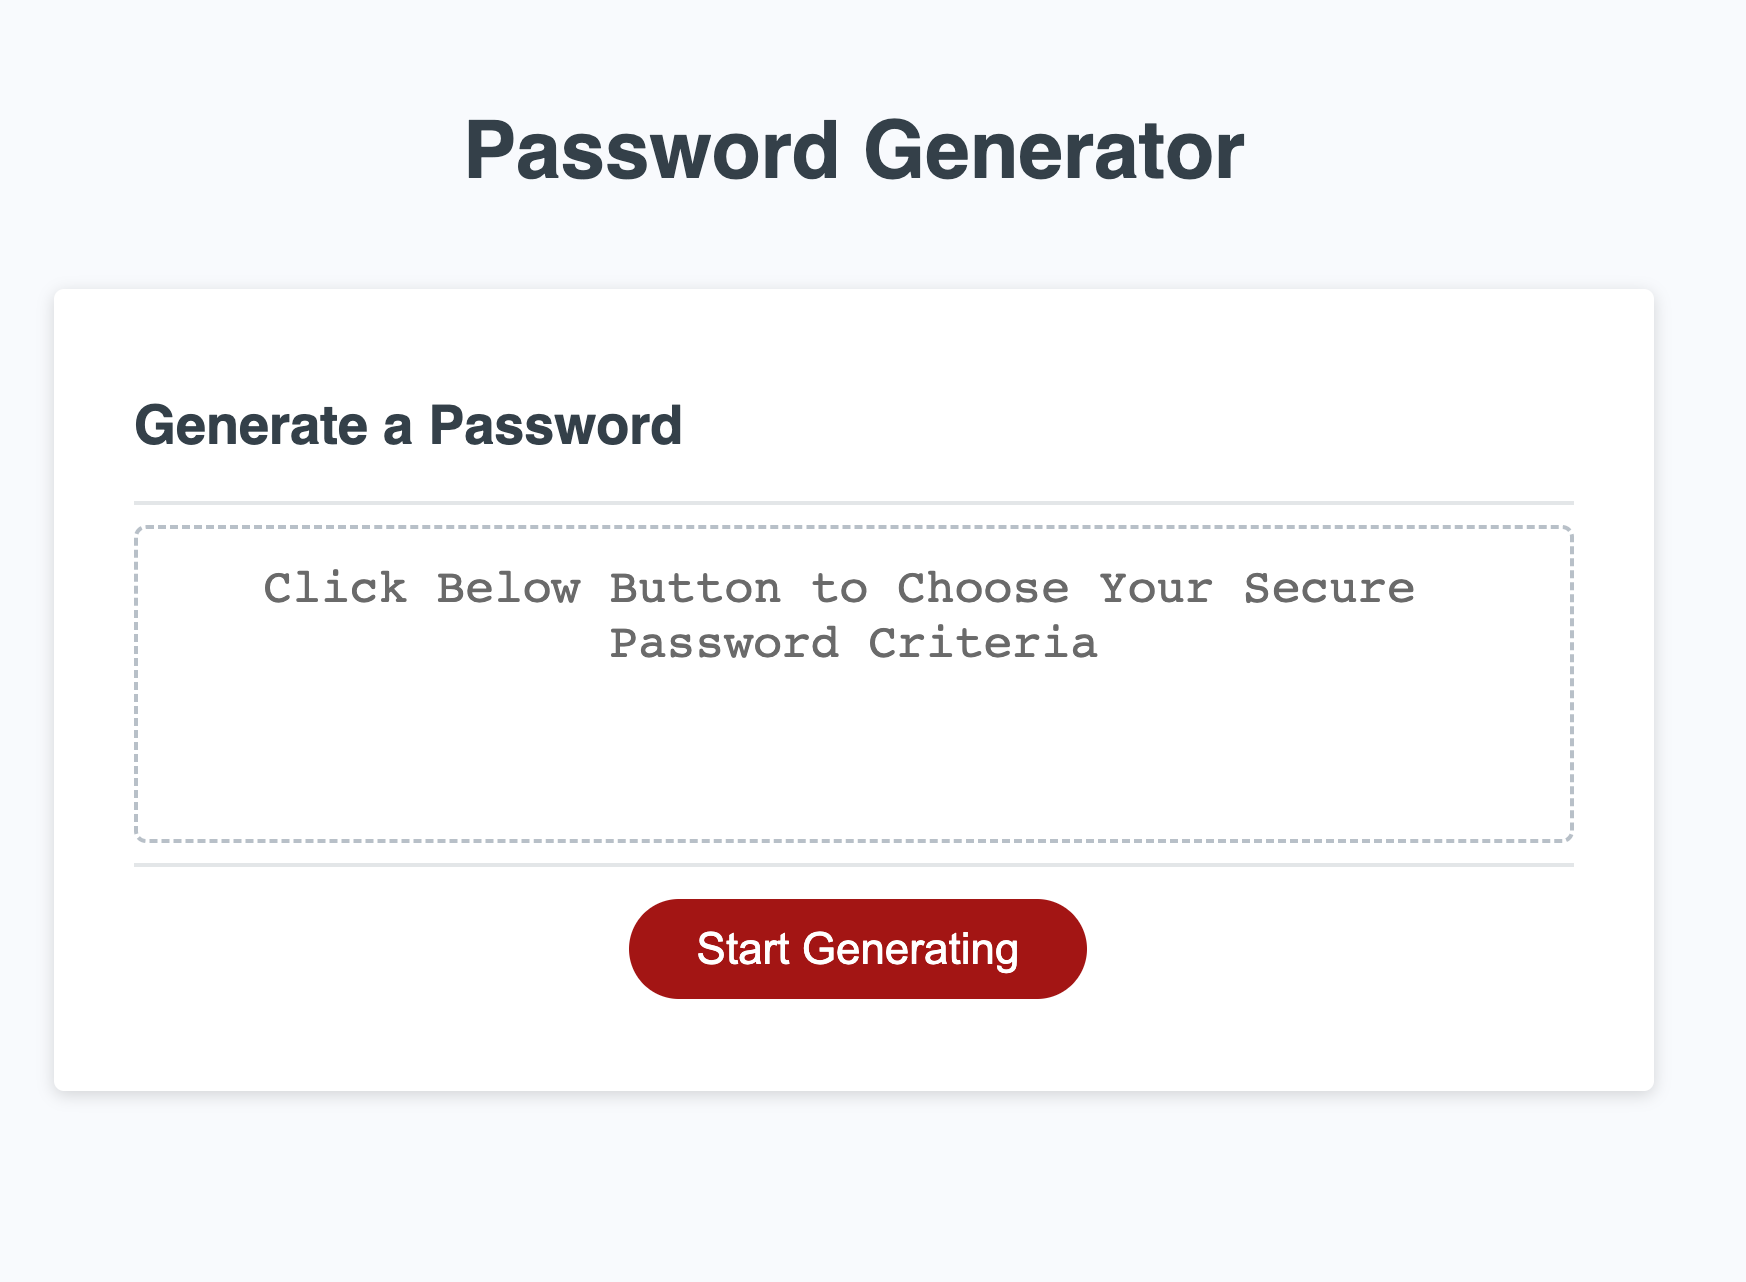 Password Generator
Generate a Password
Click Below Button to Choose Your Secure
Password Criteria
Start Generating